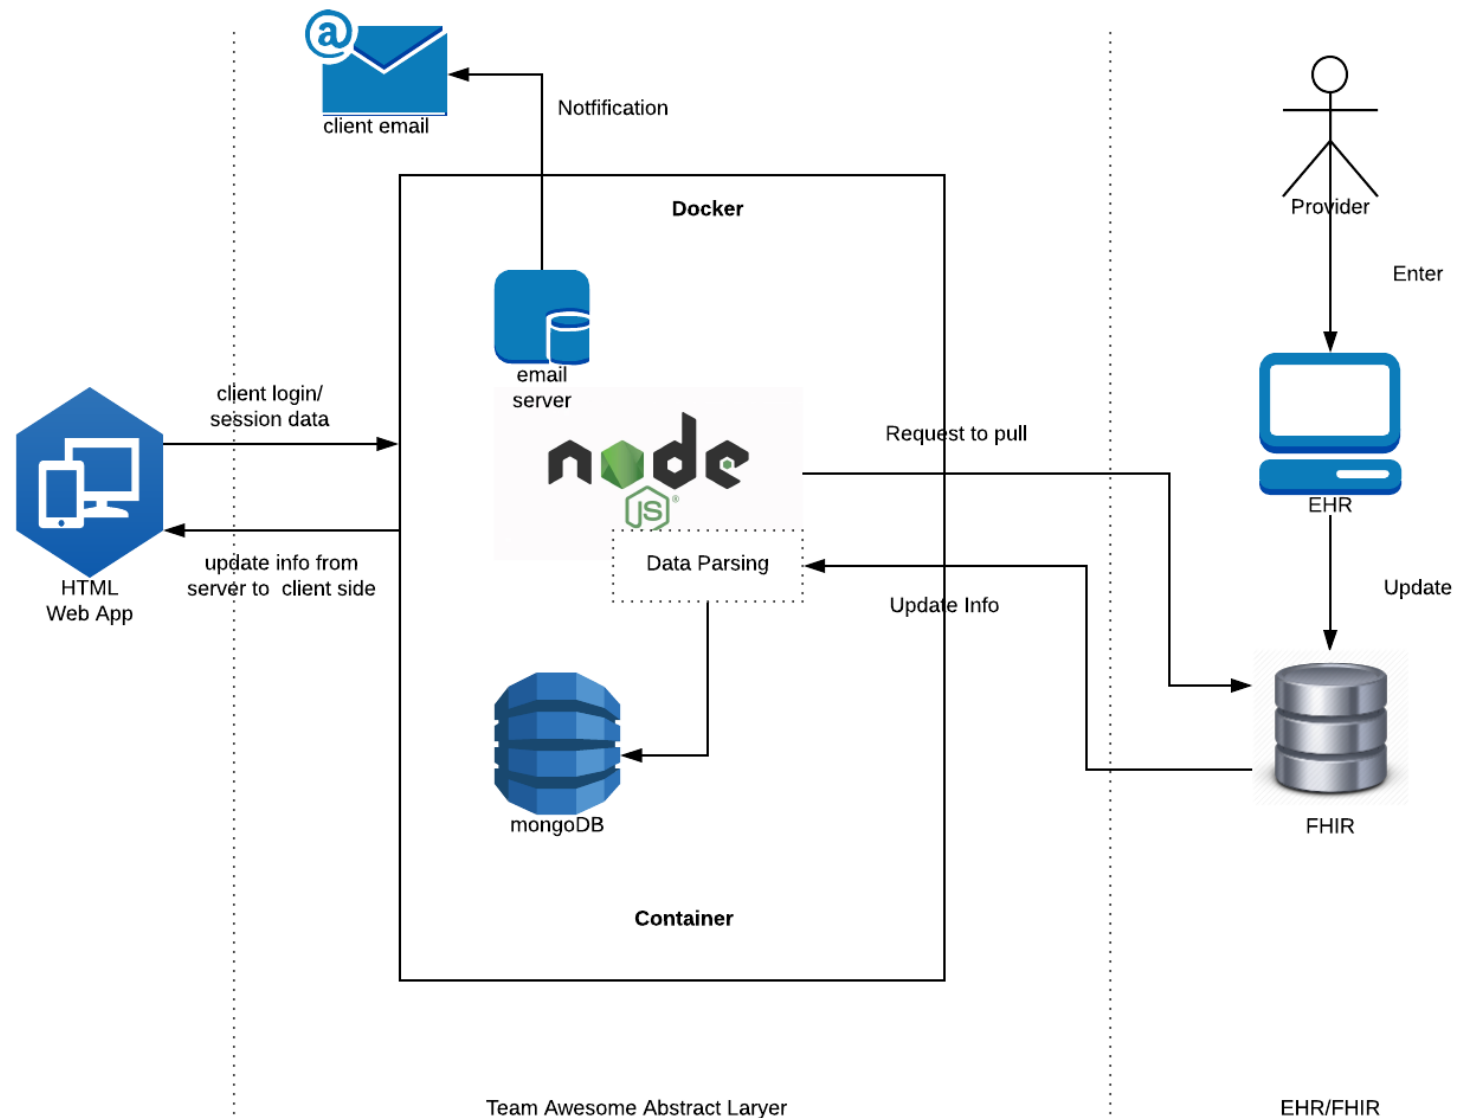 @
client email
Notfification
Docker
Provider
Enter
email
server
client login/
session data
node
JS®
Request to pull
EHR
Data Parsing
update info from
server to  client side
HTML
Web App
Update Info
Update
mongoDB
FHIR
Container
Team Awesome Abstract Laryer
EHR/FHIR